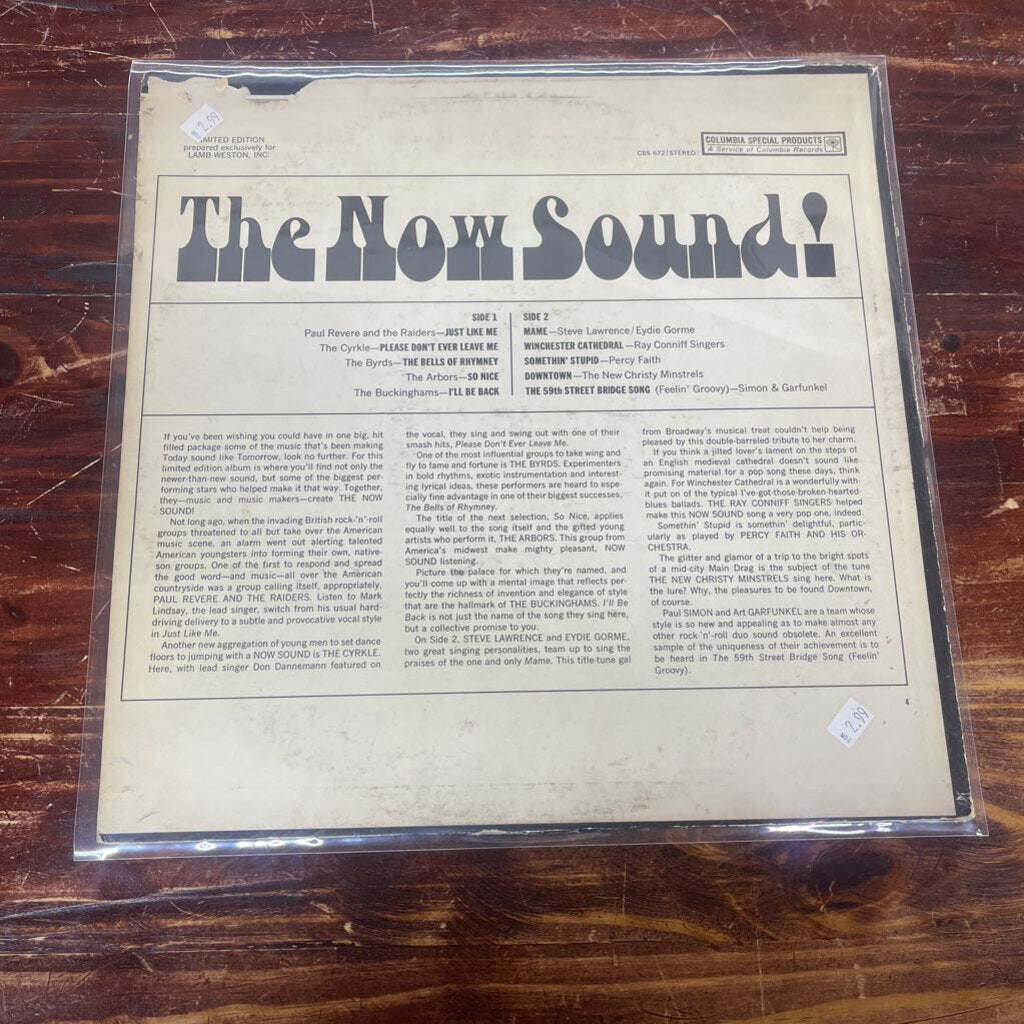 2.99
LIMITED EDITION
prepared exclusively for
LAMB-WESTON, INC.
CSS 672/STEREO
COLUMBIA SPECIAL PRODUCTS
A Service of Columbia Records
The Now Sound!
SIDE 1
Paul Revere and the Raiders—JUST LIKE ME
The Cyrkle—PLEASE DON'T EVER LEAVE ME
The Byrds—THE BELLS OF RHYMNEY
The Arbors—SO NICE
The Buckinghams—I'LL BE BACK
SIDE 2
MAME—Steve Lawrence/Eydie Gorme
WINCHESTER CATHEDRAL—Ray Conniff Singers
SOMETHIN' STUPID—Percy Faith
DOWNTOWN—The New Christy Minstrels
THE 59th STREET BRIDGE SONG (Feelin' Groovy)—Simon & Garfunkel
If you've been wishing you could have in one big, hit
filled package some of the music that's been making
Today sound like Tomorrow, look no further. For this
limited edition album is where you'll find not only the
newer-than-new sound, but some of the biggest per-
forming stars who helped make it that way. Together,
they—music and music makers—create THE NOW
SOUND!
Not long ago, when the invading British rock-'n'-roll
groups threatened to all but take over the American
music scene, an alarm went out alerting talented
American youngsters into forming their own, native-
son groups. One of the first to respond and spread
the good word—and music—all over the American
countryside was a group calling itself, appropriately,
PAUL REVERE AND THE RAIDERS. Listen to Mark
Lindsay, the lead singer, switch from his usual hard-
driving delivery to a subtle and provocative vocal style
in Just Like Me.
Another new aggregation of young men to set dance
floors to jumping with a NOW SOUND is THE CYRKLE.
Here, with lead singer Don Dannemann featured on
the vocal, they sing and swing out with one of their
smash hits, Please Don't Ever Leave Me.
One of the most influential groups to take wing and
fly to fame and fortune is THE BYRDS. Experimenters
in bold rhythms, exotic instrumentation and interest-
ing lyrical ideas, these performers are heard to espe-
cially fine advantage in one of their biggest successes,
The Bells of Rhymney.
The title of the next selection, So Nice, applies
equally well to the song itself and the gifted young
artists who perform it, THE ARBORS. This group from
America's midwest make mighty pleasant, NOW
SOUND listening.
Picture the palace for which they're named, and
you'll come up with a mental image that reflects per-
fectly the richness of invention and elegance of style
that are the hallmark of THE BUCKINGHAMS. I'll Be
Back is not just the name of the song they sing here,
but a collective promise to you.
On Side 2, STEVE LAWRENCE and EYDIE GORME,
two great singing personalities, team up to sing the
praises of the one and only Mame. This title-tune gal
from Broadway's musical treat couldn't help being
pleased by this double-barreled tribute to her charm.
If you think a jilted lover's lament on the steps of
an English medieval cathedral doesn't sound like
promising material for a pop song these days, think
again. For Winchester Cathedral is a wonderfully with-
it put on of the typical I've-got-those-broken-hearted-
blues ballads. THE RAY CONNIFF SINGERS helped
make this NOW SOUND song a very pop one, indeed.
Somethin' Stupid is somethin' delightful, partic-
ularly as played by PERCY FAITH AND HIS OR-
CHESTRA.
The glitter and glamor of a trip to the bright spots
of a mid-city Main Drag is the subject of the tune
THE NEW CHRISTY MINSTRELS sing here. What is
the lure? Why, the pleasures to be found Downtown,
of course.
Paul SIMON and Art GARFUNKEL are a team whose
style is so new and appealing as to make almost any
other rock-'n'-roll duo sound obsolete. An excellent
sample of the uniqueness of their achievement is to
be heard in The 59th Street Bridge Song (Feelin'
Groovy).
4
2.99